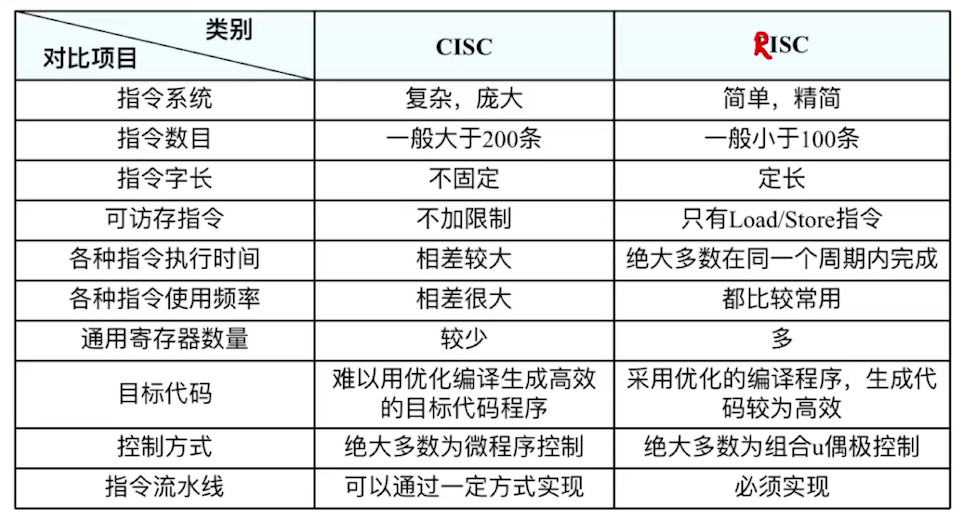 类别
对比项目
CISC
RISC
指令系统
复杂，庞大
简单，精简
指令数目
一般大于200条
一般小于100条
指令字长
不固定
定长
可访存指令
不加限制
只有Load/Store指令
各种指令执行时间
相差较大
绝大多数在同一个周期内完成
各种指令使用频率
相差很大
都比较常用
通用寄存器数量
较少
多
目标代码
难以用优化编译生成高效
的目标代码程序
采用优化的编译程序，生成代
码较为高效
控制方式
绝大多数为微程序控制
绝大多数为组合u偶极控制
指令流水线
可以通过一定方式实现
必须实现